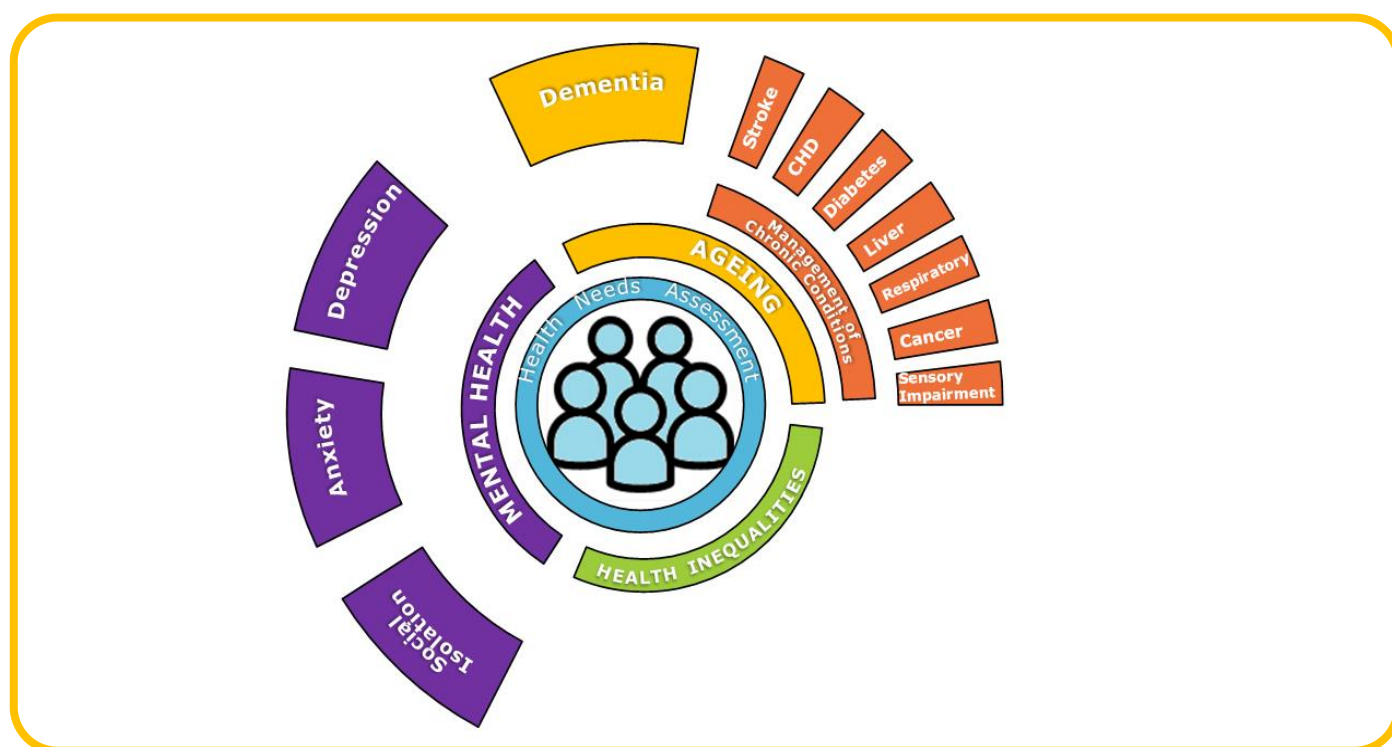 Dementia
Stroke
CHD
Diabetes
Liver
Respiratory
Cancer
Sensory
Impairment
Management of
Chronic Conditions
AGEING
Health Needs Assessment
MENTAL HEALTH
HEALTH INEQUALITIES
Depression
Anxiety
Social
Isolation